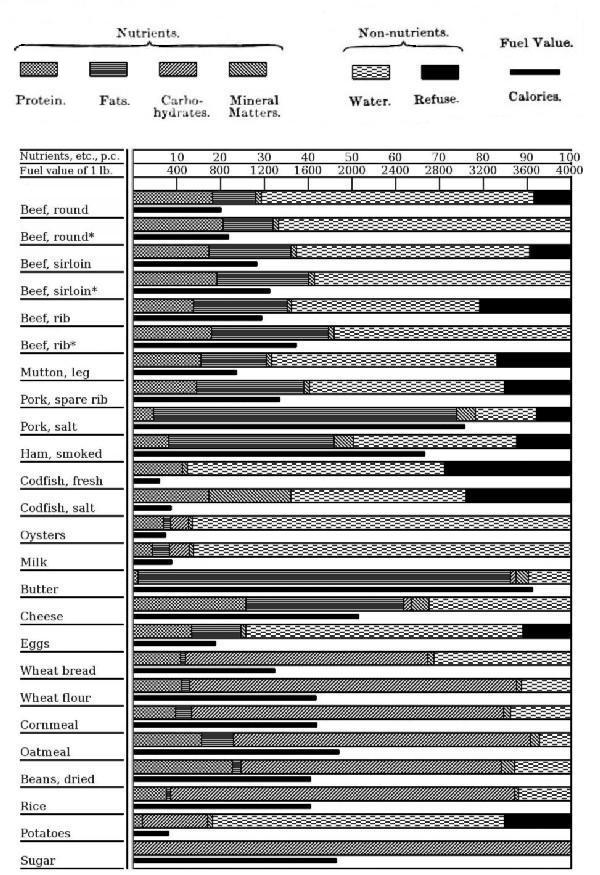 Nutrients.
Non-nutrients.
Fuel Value.
Protein. Fats. Carbo-
hydrates. Mineral
Matters. Water. Refuse. Calories.
Nutrients, etc., p.c. 10 20 30 40 50 60 70 80 90 100
Fuel value of 1 lb. 400 800 1200 1600 2000 2400 2800 3200 3600 4000
Beef, round
Beef, round*
Beef, sirloin
Beef, sirloin*
Beef, rib
Beef, rib*
Mutton, leg
Pork, spare rib
Pork, salt
Ham, smoked
Codfish, fresh
Codfish, salt
Oysters
Milk
Butter
Cheese
Eggs
Wheat bread
Wheat flour
Cornmeal
Oatmeal
Beans, dried
Rice
Potatoes
Sugar